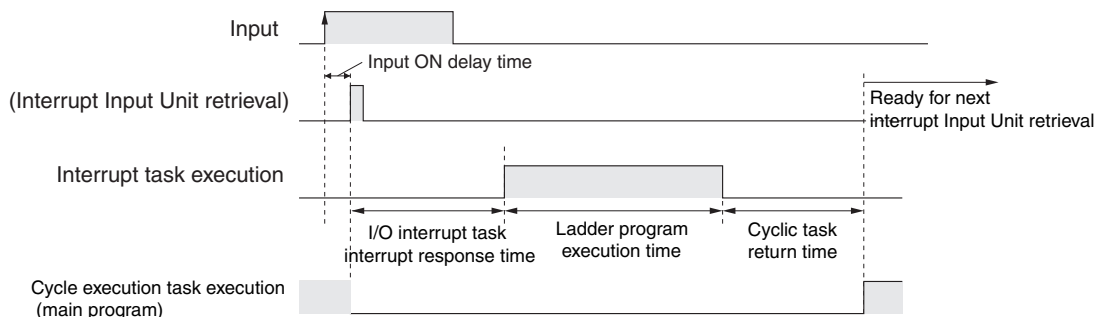 Input
Input ON delay time
(Interrupt Input Unit retrieval)
Ready for next
interrupt Input Unit retrieval
Interrupt task execution
I/O interrupt task
interrupt response time
Ladder program
execution time
Cyclic task
return time
Cycle execution task execution
(main program)